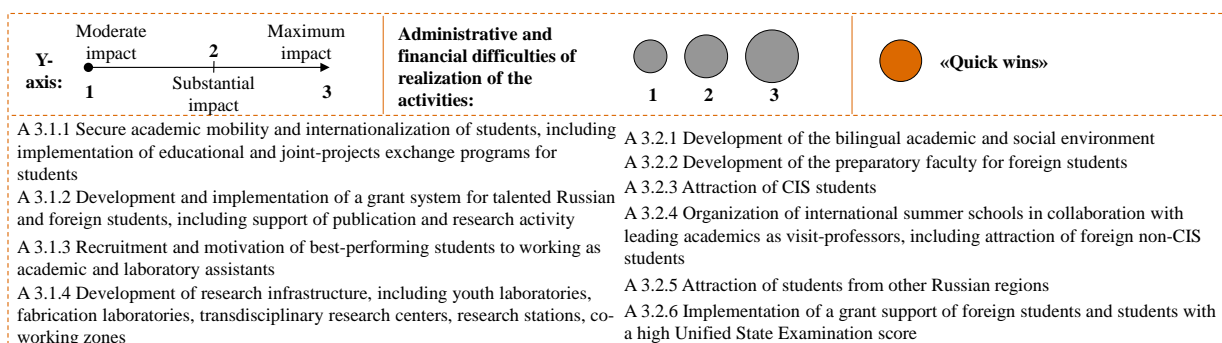 Y-
axis:
Moderate
impact
2
Maximum
impact
1
Substantial
impact
3
Administrative and
financial difficulties of
realization of the
activities:
1
2
3
«Quick wins»
A 3.1.1 Secure academic mobility and internationalization of students, including
implementation of educational and joint-projects exchange programs for
students
A 3.1.2 Development and implementation of a grant system for talented Russian
and foreign students, including support of publication and research activity
A 3.1.3 Recruitment and motivation of best-performing students to working as
academic and laboratory assistants
A 3.1.4 Development of research infrastructure, including youth laboratories,
fabrication laboratories, transdisciplinary research centers, research stations, co-
working zones
A 3.2.1 Development of the bilingual academic and social environment
A 3.2.2 Development of the preparatory faculty for foreign students
A 3.2.3 Attraction of CIS students
A 3.2.4 Organization of international summer schools in collaboration with
leading academics as visit-professors, including attraction of foreign non-CIS
students
A 3.2.5 Attraction of students from other Russian regions
A 3.2.6 Implementation of a grant support of foreign students and students with
a high Unified State Examination score